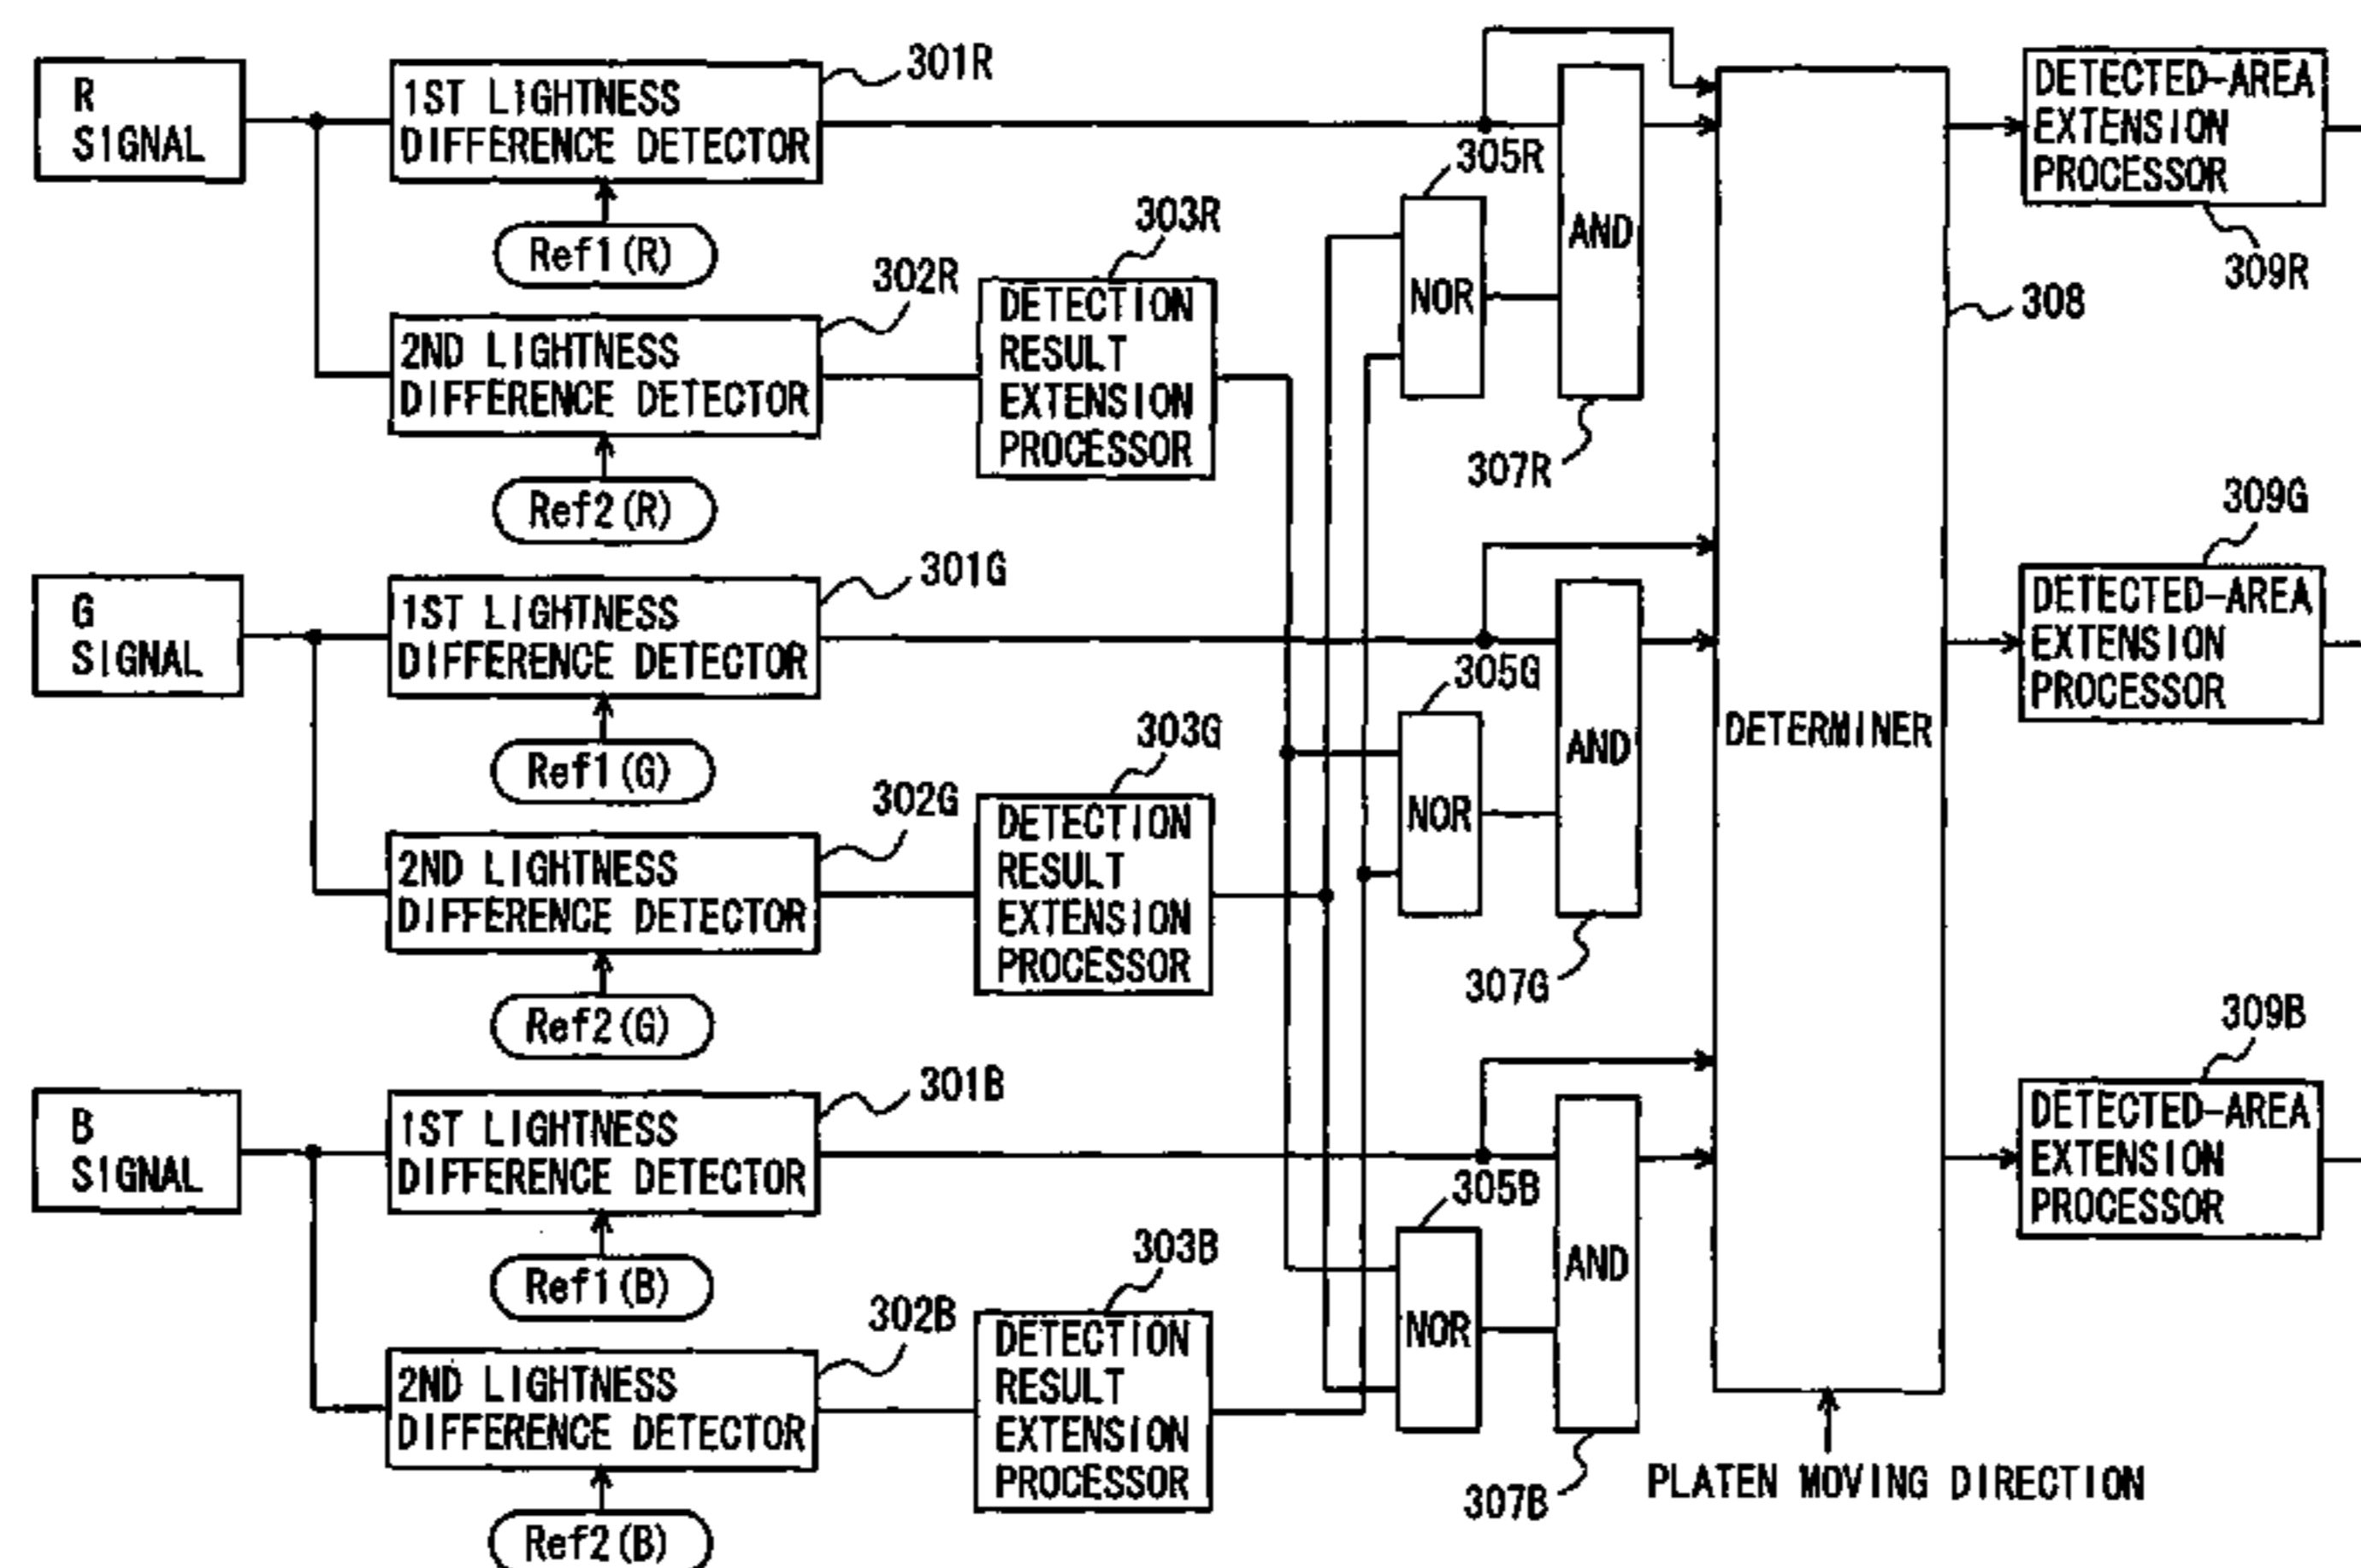 R
SIGNAL
1ST LIGHTNESS
DIFFERENCE DETECTOR
301R
Ref1(R)
2ND LIGHTNESS
DIFFERENCE DETECTOR
302R
Ref2(R)
DETECTION
RESULT
EXTENSION
PROCESSOR
303R
305R
NOR
AND
307R
DETECTED-AREA
EXTENSION
PROCESSOR
309R
308
G
SIGNAL
1ST LIGHTNESS
DIFFERENCE DETECTOR
301G
Ref1(G)
2ND LIGHTNESS
DIFFERENCE DETECTOR
302G
Ref2(G)
DETECTION
RESULT
EXTENSION
PROCESSOR
303G
305G
NOR
AND
307G
DETERMINER
309G
DETECTED-AREA
EXTENSION
PROCESSOR
B
SIGNAL
1ST LIGHTNESS
DIFFERENCE DETECTOR
301B
Ref1(B)
2ND LIGHTNESS
DIFFERENCE DETECTOR
302B
Ref2(B)
DETECTION
RESULT
EXTENSION
PROCESSOR
303B
305B
NOR
AND
307B
309B
DETECTED-AREA
EXTENSION
PROCESSOR
PLATEN MOVING DIRECTION